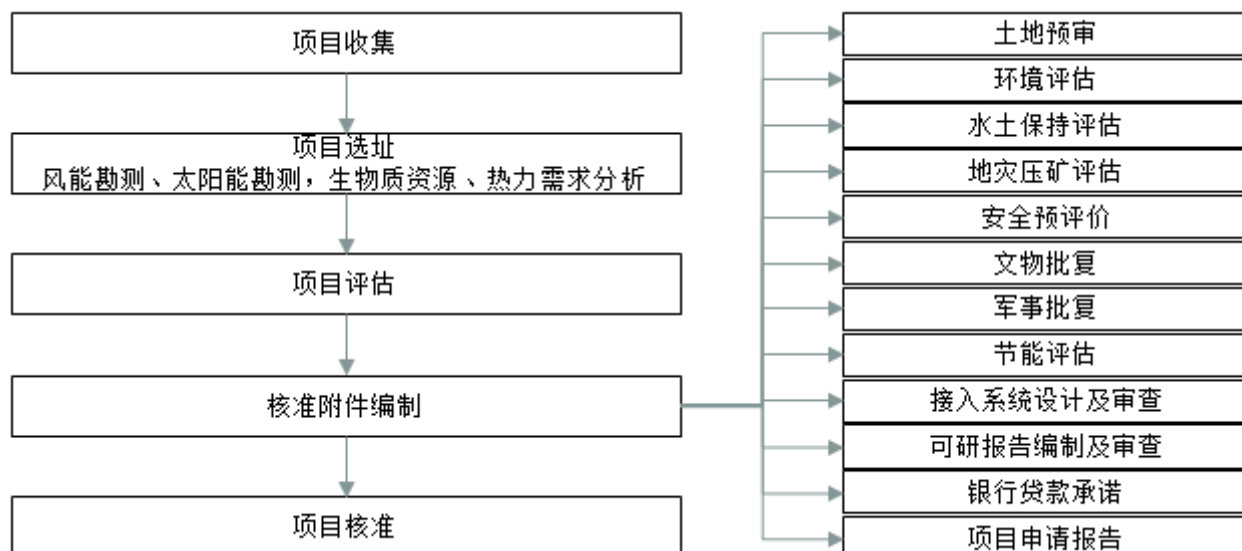 项目收集
项目选址
风能勘测、太阳能勘测，生物质资源、热力需求分析
项目评估
核准附件编制
项目核准
土地预审
环境评估
水土保持评估
地灾压矿评估
安全预评价
文物批复
军事批复
节能评估
接入系统设计及审查
可研报告编制及审查
银行贷款承诺
项目申请报告